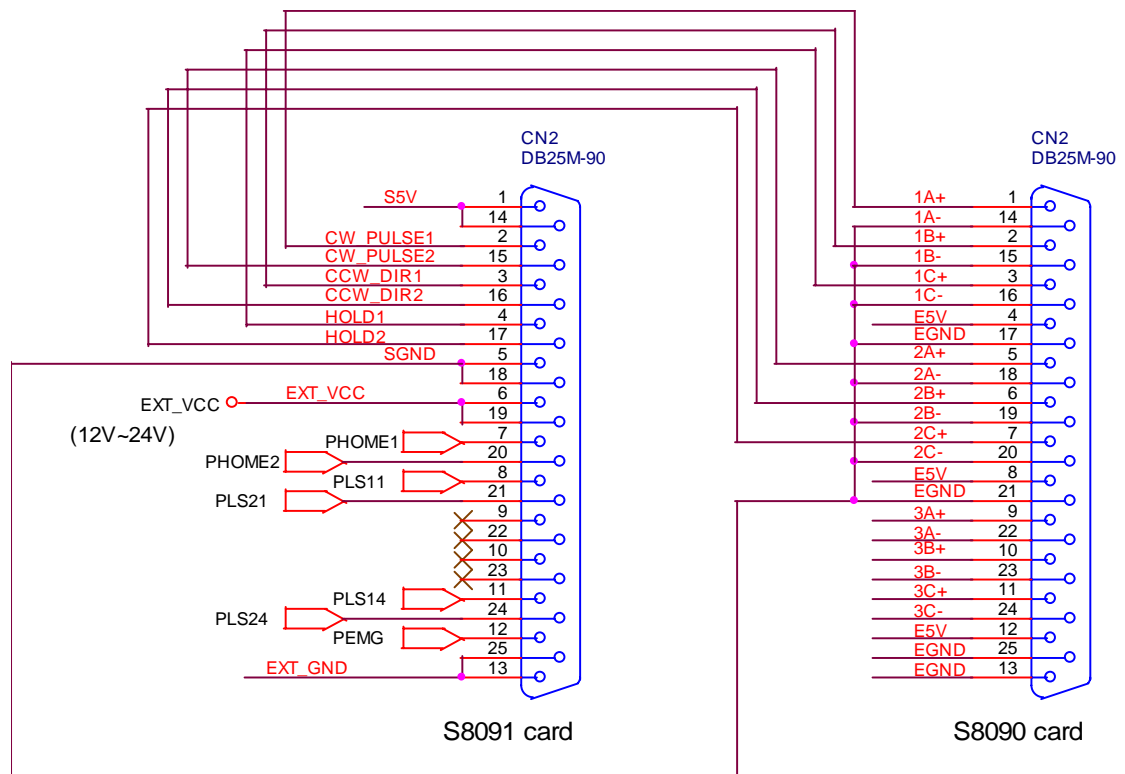 CN2
DB25M-90
S5V 1
14
CW_PULSE1 2
CW_PULSE2 15
CCW_DIR1 3
CCW_DIR2 16
HOLD1 4
HOLD2 17
SGND 5
18
EXT_VCC EXT_VCC 6
(12V~24V) 19
PHOME1 7
PHOME2 20
PLS11 8
PLS21 21
9
22
10
23
PLS14 11
PLS24 24
PEMG 12
25
EXT_GND 13
S8091 card
CN2
DB25M-90
1A+ 1
1A- 14
1B+ 2
1B- 15
1C+ 3
1C- 16
E5V 4
EGND 17
2A+ 5
2A- 18
2B+ 6
2B- 19
2C+ 7
2C- 20
E5V 8
EGND 21
3A+ 9
3A- 22
3B+ 10
3B- 23
3C+ 11
3C- 24
E5V 12
EGND 25
EGND 13
S8090 card